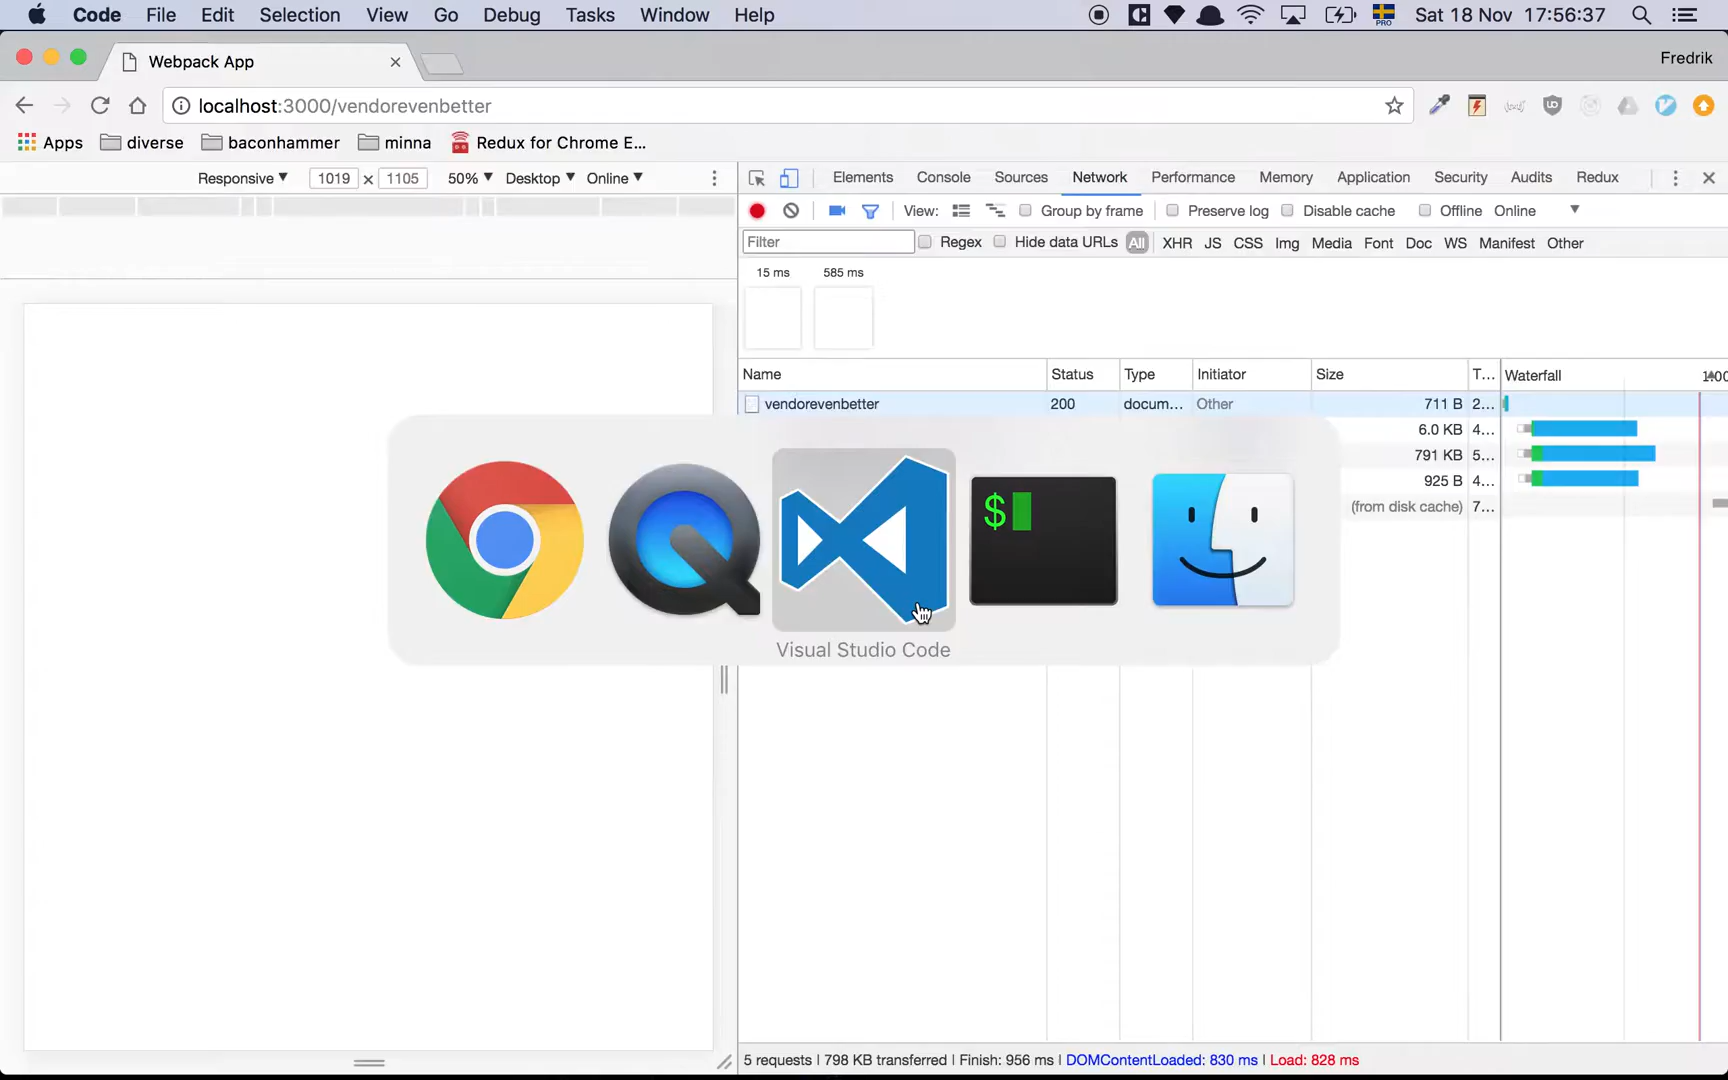 Code File Edit Selection View Go Debug Tasks Window Help PRO Sat 18 Nov 17:56:37
Webpack App Fredrik
localhost:3000/vendorevenbetter
Apps diverse baconhammer minna Redux for Chrome E...
Responsive 1019 × 1105 50% Desktop Online
Elements Console Sources Network Performance Memory Application Security Audits Redux
View: Group by frame Preserve log Disable cache Offline Online
Filter Regex Hide data URLs All XHR JS CSS Img Media Font Doc WS Manifest Other
15 ms 585 ms
Name Status Type Initiator Size T... Waterfall
vendorevenbetter 200 docum... Other 711 B 2...
6.0 KB 4...
791 KB 5...
925 B 4...
(from disk cache) 7...
$
Visual Studio Code
5 requests | 798 KB transferred | Finish: 956 ms | DOMContentLoaded: 830 ms | Load: 828 ms